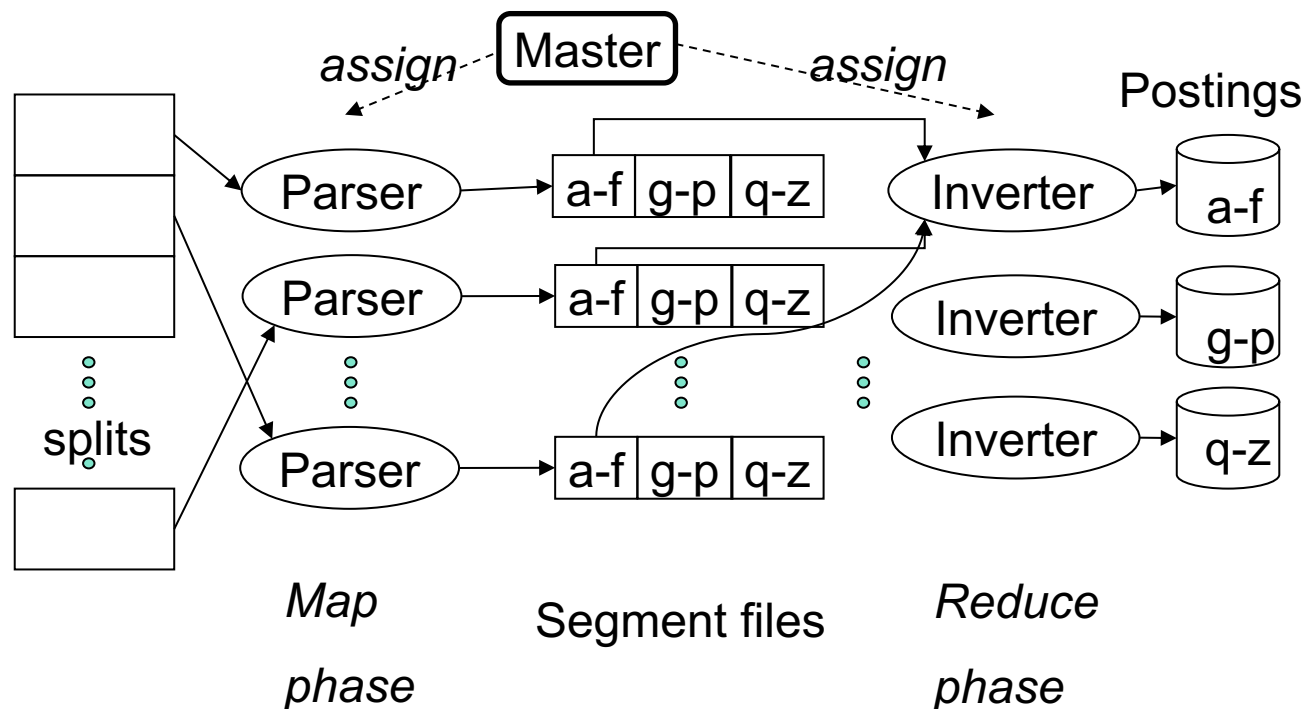 Master
assign
assign
Postings
Parser
a-f g-p q-z
Inverter
a-f
Parser
a-f g-p q-z
Inverter
g-p
splits
Parser
a-f g-p q-z
Inverter
q-z
Map
phase
Segment files
Reduce
phase